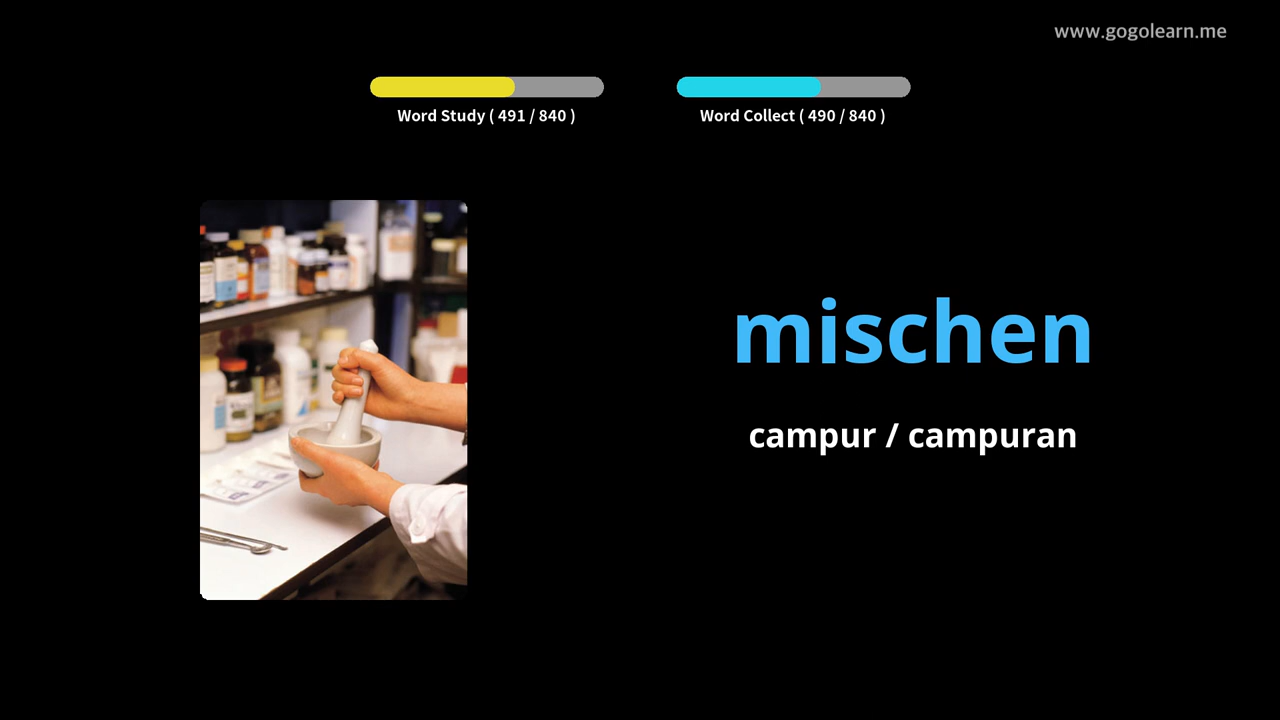 www.gogolearn.me
Word Study ( 491 / 840 )
Word Collect ( 490 / 840 )
mischen
campur / campuran